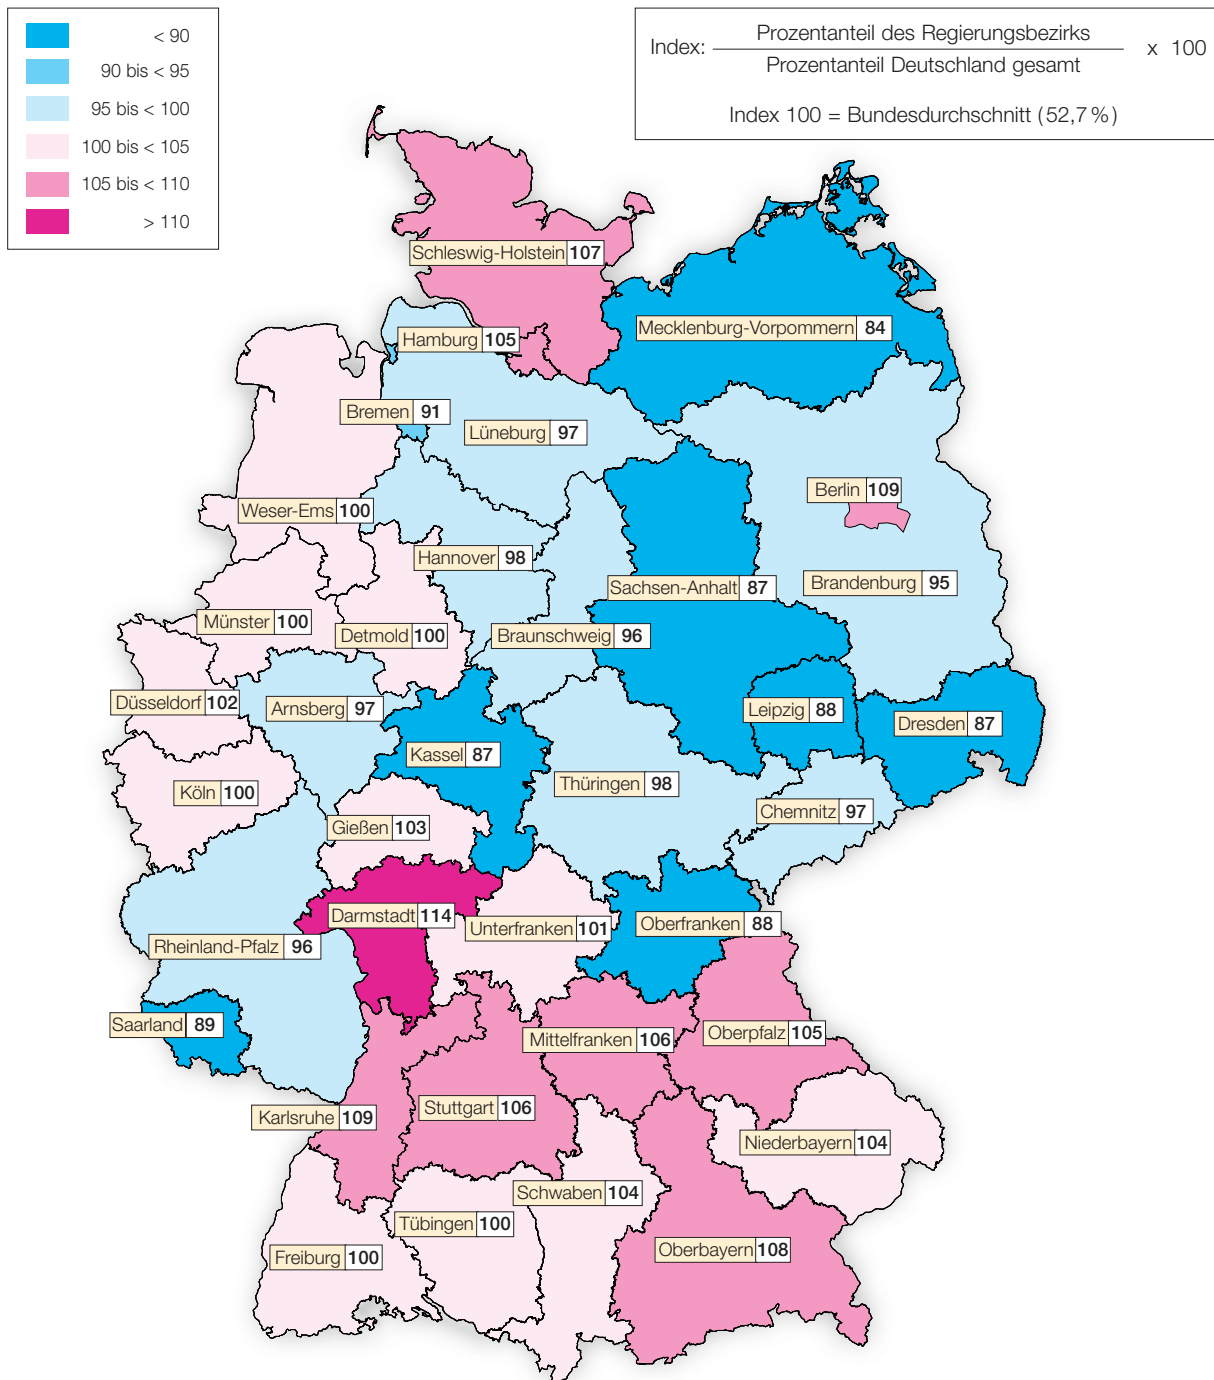 < 90
90 bis < 95
95 bis < 100
100 bis < 105
105 bis < 110
> 110
Index: Prozentanteil des Regierungsbezirks x 100
Prozentanteil Deutschland gesamt
Index 100 = Bundesdurchschnitt (52,7 %)
Schleswig-Holstein 107
Mecklenburg-Vorpommern 84
Hamburg 105
Bremen 91
Lüneburg 97
Berlin 109
Weser-Ems 100
Hannover 98
Sachsen-Anhalt 87
Brandenburg 95
Münster 100
Detmold 100
Braunschweig 96
Düsseldorf 102
Arnsberg 97
Leipzig 88
Dresden 87
Kassel 87
Thüringen 98
Köln 100
Chemnitz 97
Gießen 103
Darmstadt 114
Unterfranken 101
Oberfranken 88
Rheinland-Pfalz 96
Saarland 89
Mittelfranken 106
Oberpfalz 105
Karlsruhe 109
Stuttgart 106
Niederbayern 104
Schwaben 104
Tübingen 100
Freiburg 100
Oberbayern 108